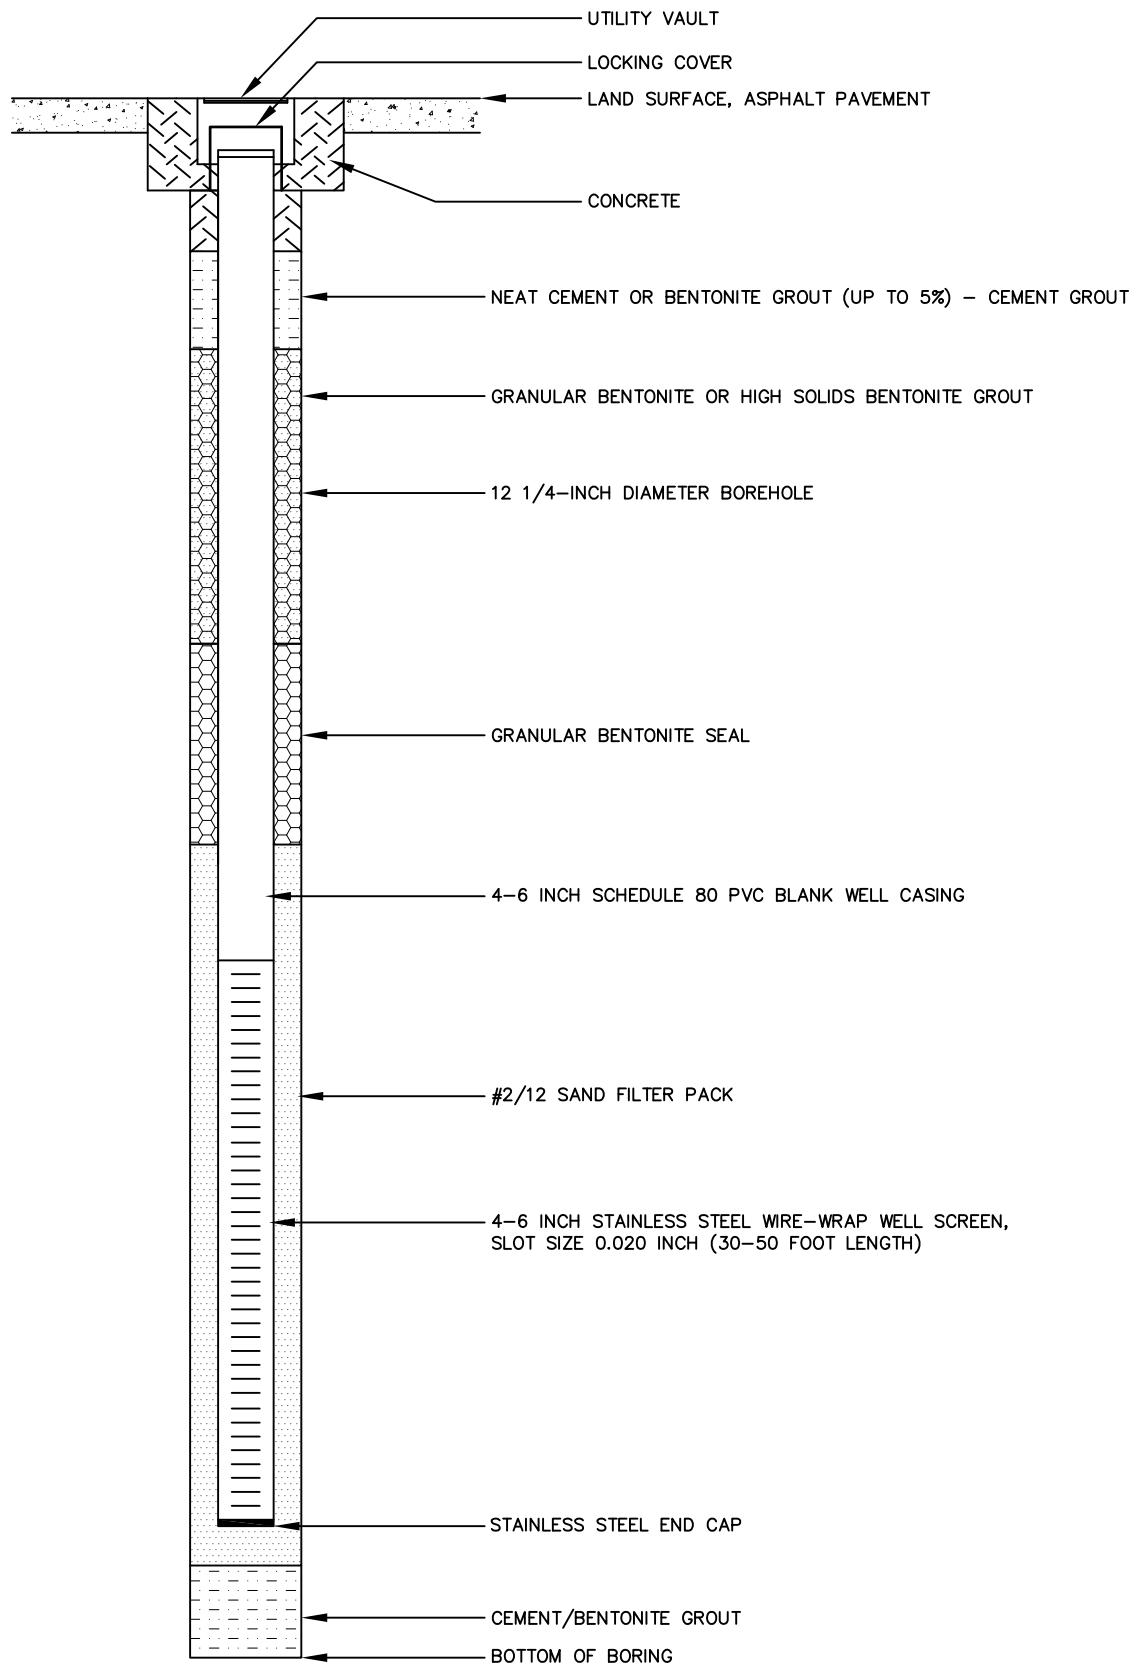 UTILITY VAULT
LOCKING COVER
LAND SURFACE, ASPHALT PAVEMENT
CONCRETE
NEAT CEMENT OR BENTONITE GROUT (UP TO 5%) – CEMENT GROUT
GRANULAR BENTONITE OR HIGH SOLIDS BENTONITE GROUT
12 1/4–INCH DIAMETER BOREHOLE
GRANULAR BENTONITE SEAL
4–6 INCH SCHEDULE 80 PVC BLANK WELL CASING
#2/12 SAND FILTER PACK
4–6 INCH STAINLESS STEEL WIRE–WRAP WELL SCREEN,
SLOT SIZE 0.020 INCH (30–50 FOOT LENGTH)
STAINLESS STEEL END CAP
CEMENT/BENTONITE GROUT
BOTTOM OF BORING